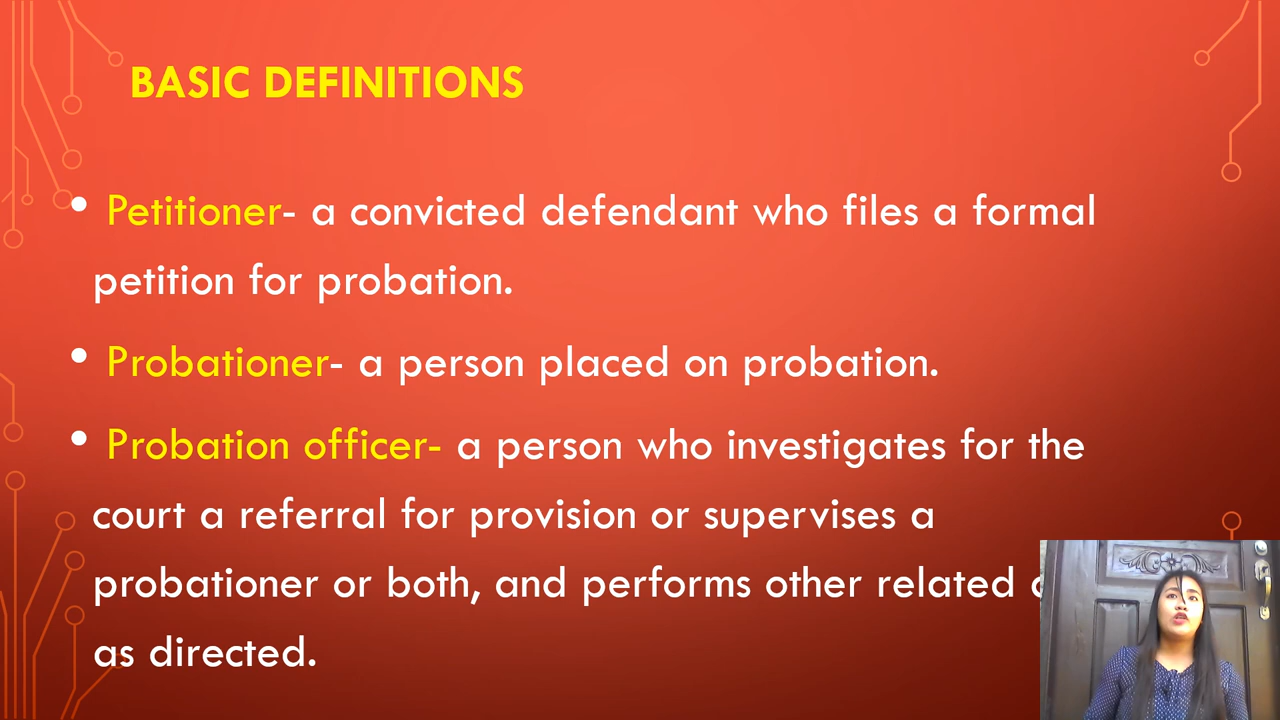 BASIC DEFINITIONS
• Petitioner- a convicted defendant who files a formal
petition for probation.
• Probationer- a person placed on probation.
• Probation officer- a person who investigates for the
court a referral for provision or supervises a
probationer or both, and performs other related
as directed.